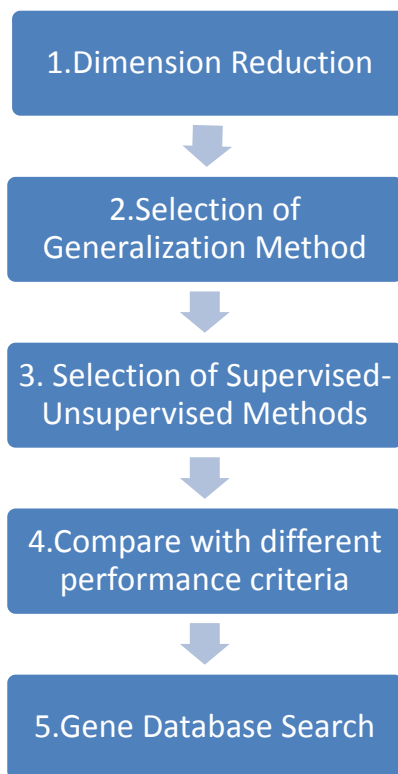 1.Dimension Reduction
2.Selection of
Generalization Method
3. Selection of Supervised-
Unsupervised Methods
4.Compare with different
performance criteria
5.Gene Database Search